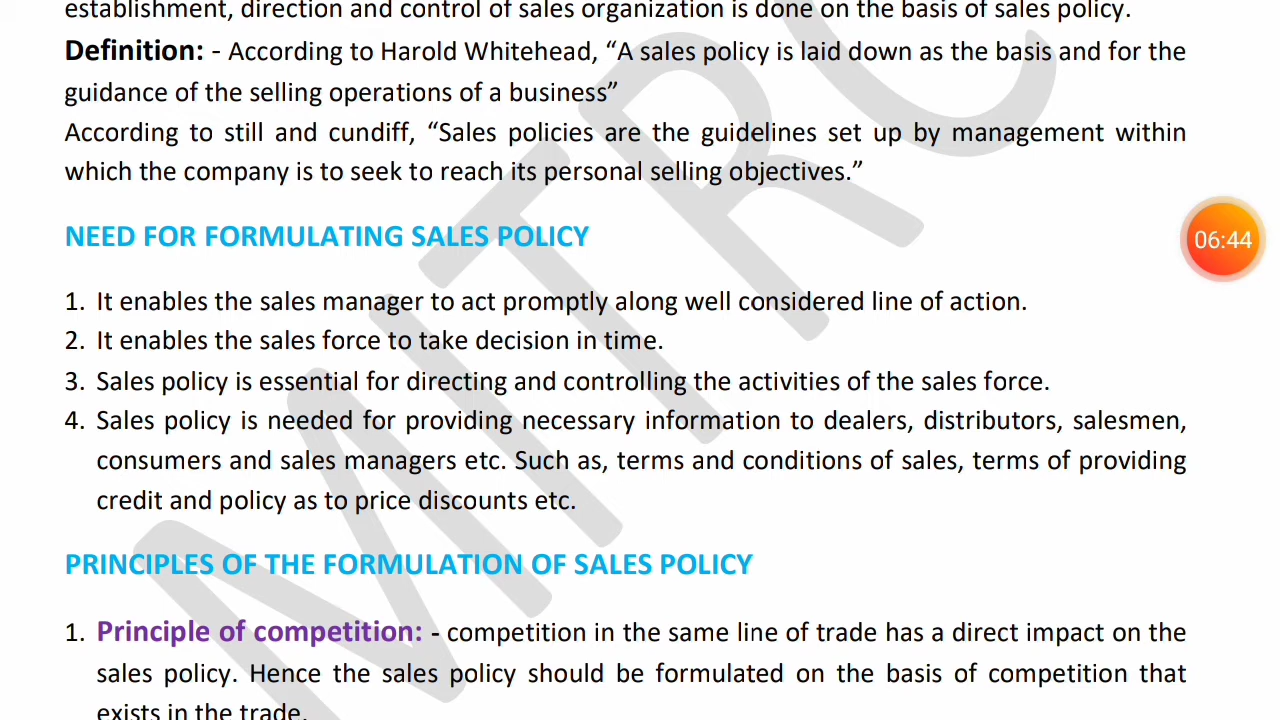 establishment, direction and control of sales organization is done on the basis of sales policy.
Definition: - According to Harold Whitehead, “A sales policy is laid down as the basis and for the
guidance of the selling operations of a business”
According to still and cundiff, “Sales policies are the guidelines set up by management within
which the company is to seek to reach its personal selling objectives.”
NEED FOR FORMULATING SALES POLICY
06:44
1. It enables the sales manager to act promptly along well considered line of action.
2. It enables the sales force to take decision in time.
3. Sales policy is essential for directing and controlling the activities of the sales force.
4. Sales policy is needed for providing necessary information to dealers, distributors, salesmen,
consumers and sales managers etc. Such as, terms and conditions of sales, terms of providing
credit and policy as to price discounts etc.
PRINCIPLES OF THE FORMULATION OF SALES POLICY
1. Principle of competition: - competition in the same line of trade has a direct impact on the
sales policy. Hence the sales policy should be formulated on the basis of competition that
exists in the trade.